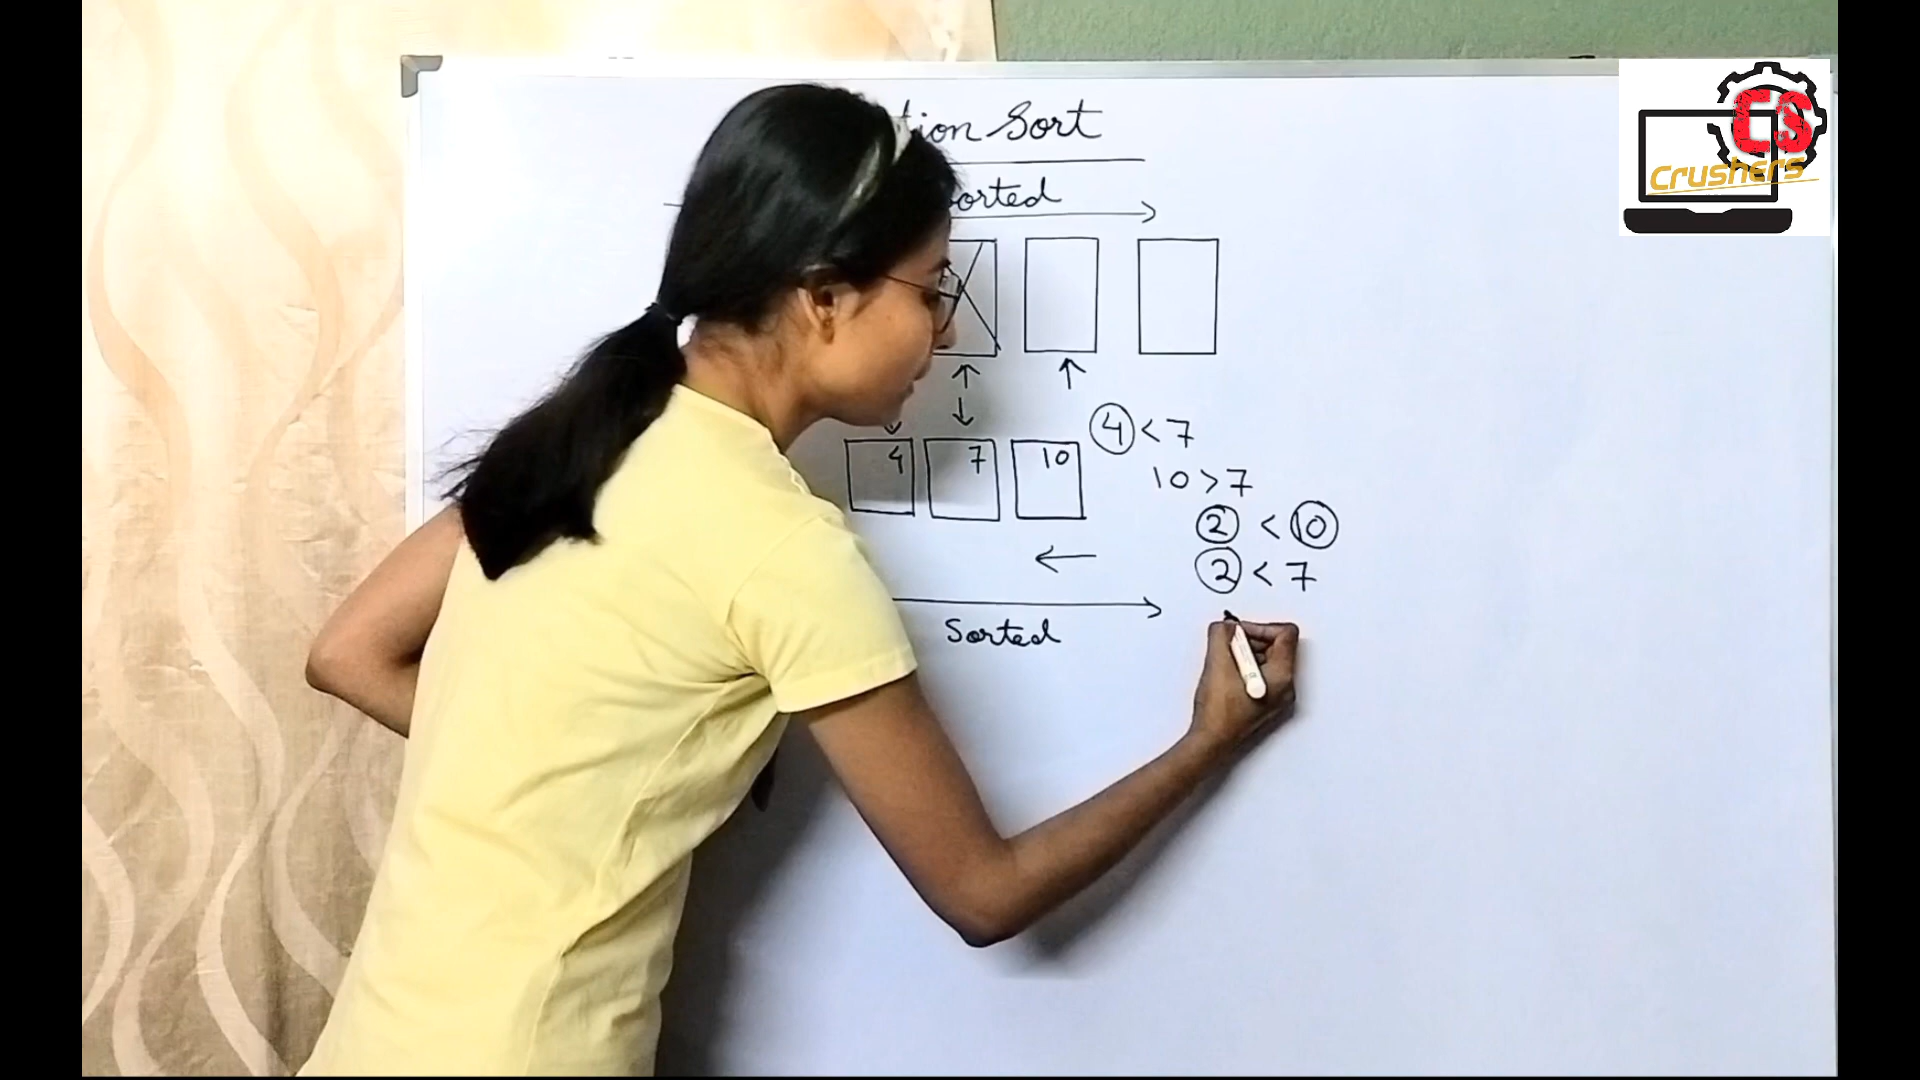 tion Sort
orted
4 7 10
4 < 7
10 > 7
2 < 10
2 < 7
Sorted
CS
Crushers